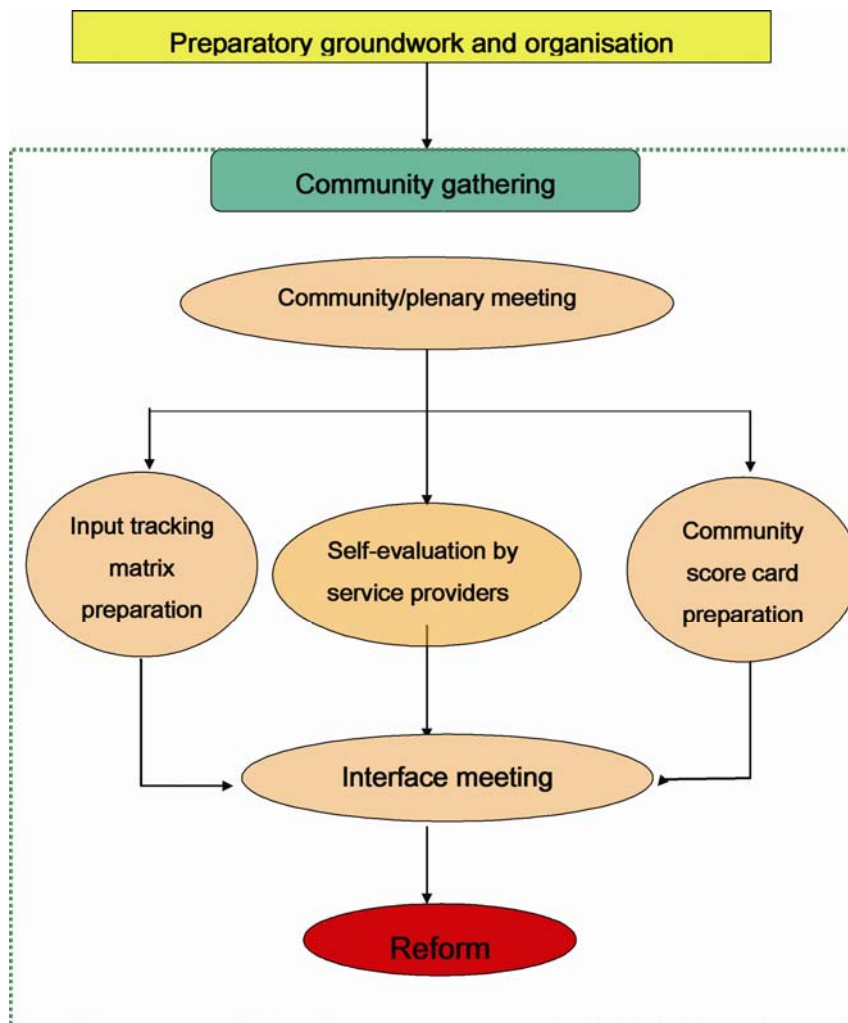 Preparatory groundwork and organisation
Community gathering
Community/plenary meeting
Input tracking
matrix
preparation
Self-evaluation by
service providers
Community
score card
preparation
Interface meeting
Reform